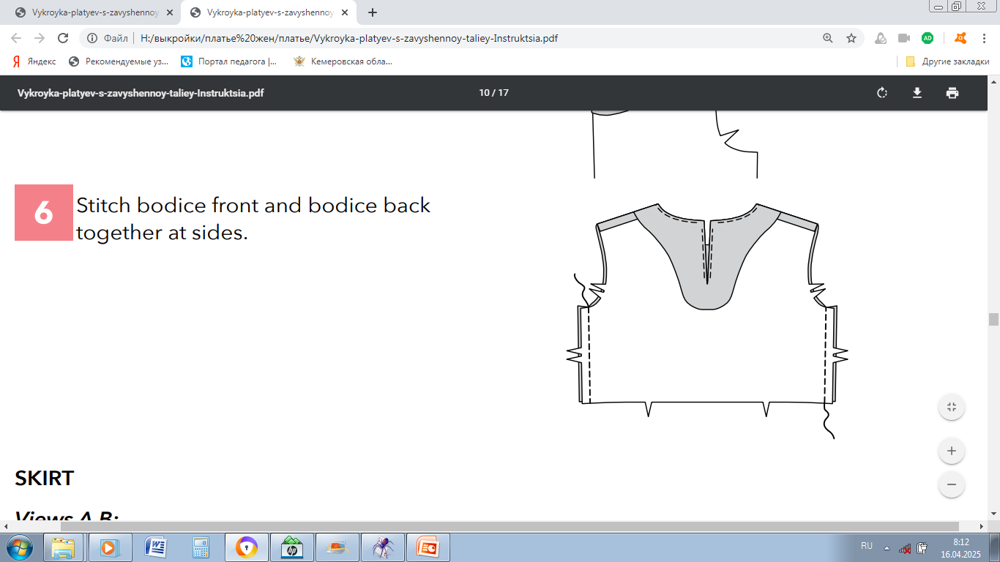 Vykroyka-platyev-s-zavyshennoy
Vykroyka-platyev-s-zavyshennoy
Файл
H:/выкройки/платье%20жен/платье/Vykroyka-platyev-s-zavyshennoy-taliey-Instruktsia.pdf
Яндекс
Рекомендуемые уз...
Портал педагога |...
Кемеровская обла...
Другие закладки
Vykroyka-platyev-s-zavyshennoy-taliey-Instruktsia.pdf
10 / 17
6
Stitch bodice front and bodice back
together at sides.
SKIRT
Views A,B:
RU
8:12
16.04.2025